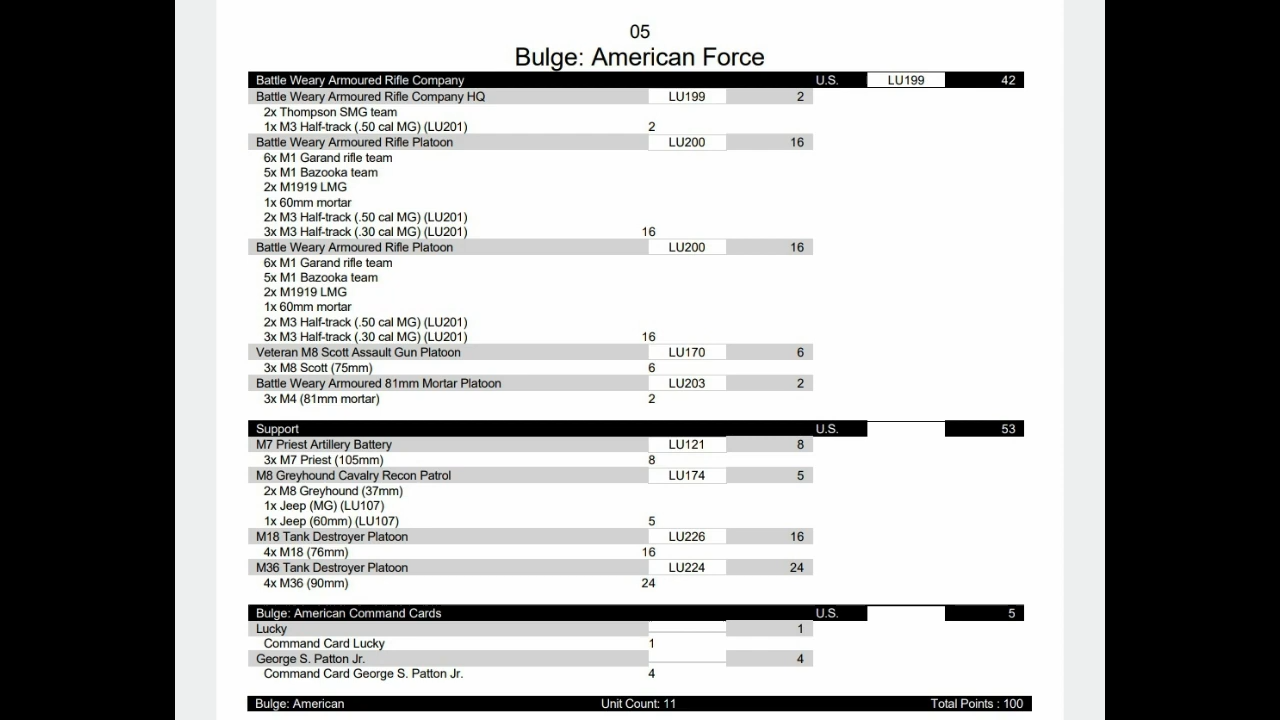 05
Bulge: American Force
Battle Weary Armoured Rifle Company U.S. LU199 42
Battle Weary Armoured Rifle Company HQ LU199 2
2x Thompson SMG team
1x M3 Half-track (.50 cal MG) (LU201) 2
Battle Weary Armoured Rifle Platoon LU200 16
6x M1 Garand rifle team
5x M1 Bazooka team
2x M1919 LMG
1x 60mm mortar
2x M3 Half-track (.50 cal MG) (LU201)
3x M3 Half-track (.30 cal MG) (LU201) 16
Battle Weary Armoured Rifle Platoon LU200 16
6x M1 Garand rifle team
5x M1 Bazooka team
2x M1919 LMG
1x 60mm mortar
2x M3 Half-track (.50 cal MG) (LU201)
3x M3 Half-track (.30 cal MG) (LU201) 16
Veteran M8 Scott Assault Gun Platoon LU170 6
3x M8 Scott (75mm) 6
Battle Weary Armoured 81mm Mortar Platoon LU203 2
3x M4 (81mm mortar) 2
Support U.S. 53
M7 Priest Artillery Battery LU121 8
3x M7 Priest (105mm) 8
M8 Greyhound Cavalry Recon Patrol LU174 5
2x M8 Greyhound (37mm)
1x Jeep (MG) (LU107)
1x Jeep (60mm) (LU107) 5
M18 Tank Destroyer Platoon LU226 16
4x M18 (76mm) 16
M36 Tank Destroyer Platoon LU224 24
4x M36 (90mm) 24
Bulge: American Command Cards U.S. 5
Lucky 1
Command Card Lucky 1
George S. Patton Jr. 4
Command Card George S. Patton Jr. 4
Bulge: American Unit Count: 11 Total Points : 100